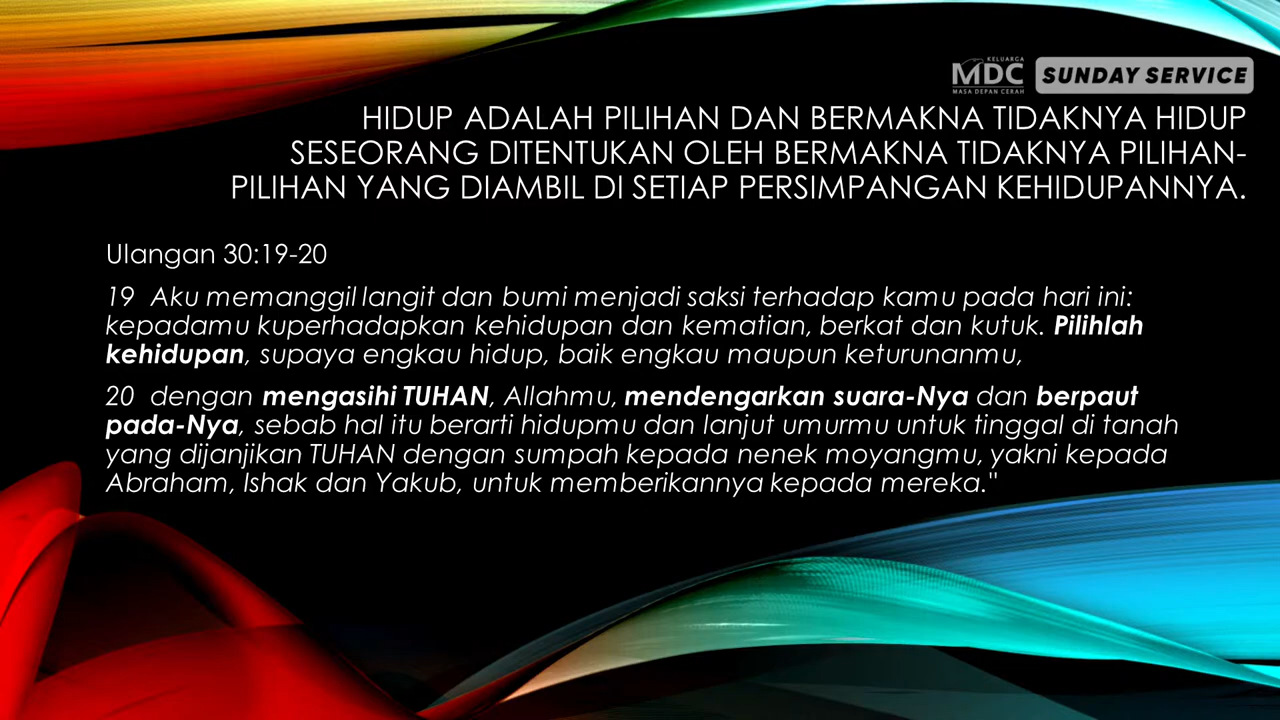 KELUARGA
MDC
MASA DEPAN CERAH
SUNDAY SERVICE
HIDUP ADALAH PILIHAN DAN BERMAKNA TIDAKNYA HIDUP
SESEORANG DITENTUKAN OLEH BERMAKNA TIDAKNYA PILIHAN-
PILIHAN YANG DIAMBIL DI SETIAP PERSIMPANGAN KEHIDUPANNYA.
Ulangan 30:19-20
19 Aku memanggil langit dan bumi menjadi saksi terhadap kamu pada hari ini:
kepadamu kuperhadapkan kehidupan dan kematian, berkat dan kutuk. Pilihlah
kehidupan, supaya engkau hidup, baik engkau maupun keturunanmu,
20 dengan mengasihi TUHAN, Allahmu, mendengarkan suara-Nya dan berpaut
pada-Nya, sebab hal itu berarti hidupmu dan lanjut umurmu untuk tinggal di tanah
yang dijanjikan TUHAN dengan sumpah kepada nenek moyangmu, yakni kepada
Abraham, Ishak dan Yakub, untuk memberikannya kepada mereka."